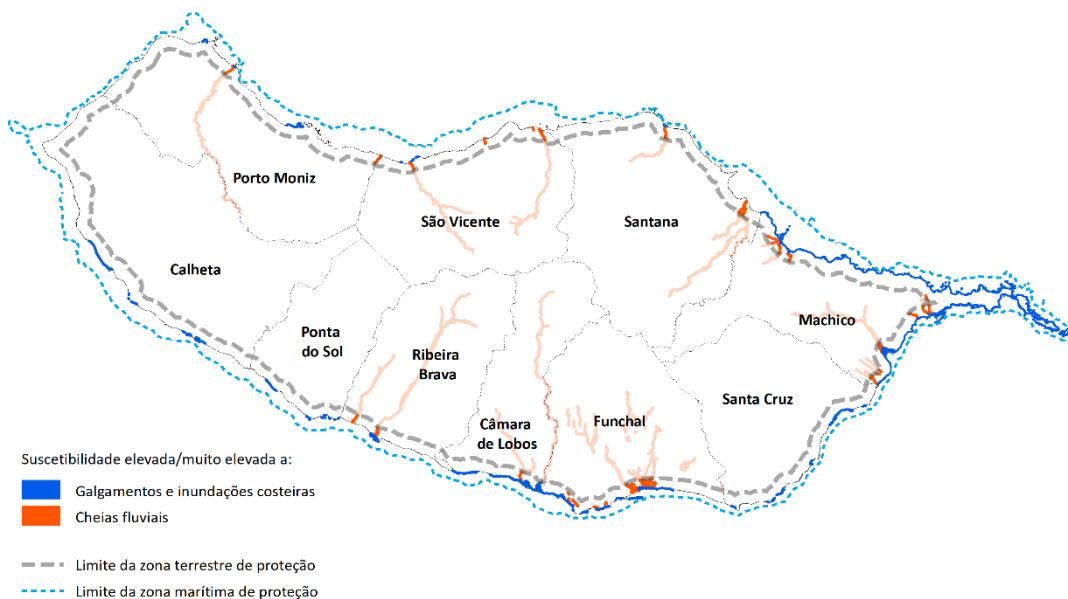 Porto Moniz
São Vicente
Santana
Calheta
Machico
Ponta
do Sol
Ribeira
Brava
Santa Cruz
Câmara
de Lobos
Funchal
Suscetibilidade elevada/muito elevada a:
Galgamentos e inundações costeiras
Cheias fluviais
Limite da zona terrestre de proteção
Limite da zona marítima de proteção